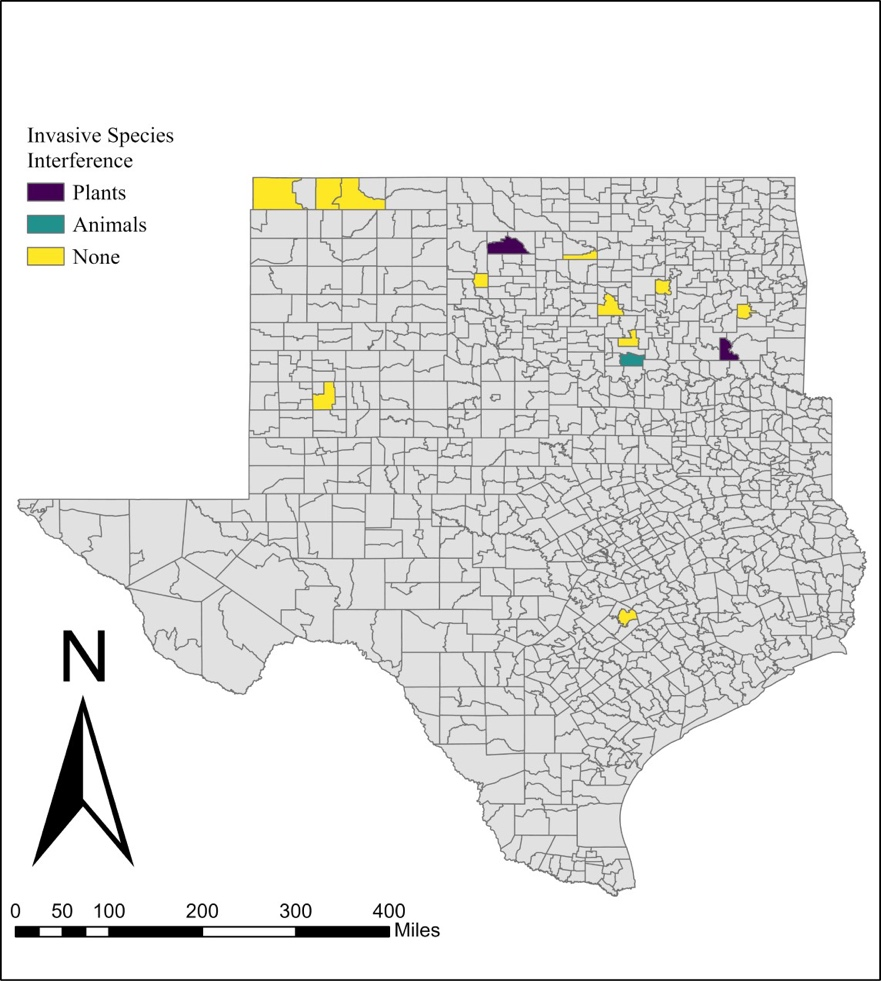 Invasive Species
Interference
Plants
Animals
None
N
0 50 100 200 300 400
Miles